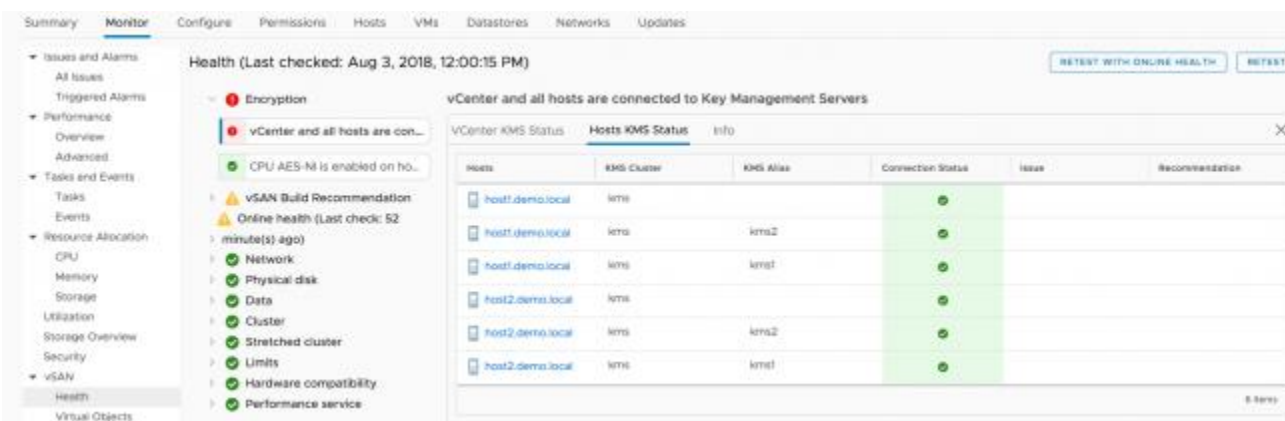 Summary Monitor Configure Permissions Hosts VMs Datastores Networks Updates
Issues and Alarms
All Issues
Triggered Alarms
Performance
Overview
Advanced
Tasks and Events
Tasks
Events
Resource Allocation
CPU
Memory
Storage
Utilization
Storage Overview
Security
vSAN
Health
Virtual Objects
Health (Last checked: Aug 3, 2018, 12:00:15 PM)
RETEST WITH ONLINE HEALTH RETEST
Encryption
vCenter and all hosts are con...
CPU AES-NI is enabled on ho...
vSAN Build Recommendation
Online health (Last check: 52
minute(s) ago)
Network
Physical disk
Data
Cluster
Stretched cluster
Limits
Hardware compatibility
Performance service
vCenter and all hosts are connected to Key Management Servers
VCenter KMS Status Hosts KMS Status Info
Hosts KMS Cluster KMS Alias Connection Status Issue Recommendation
host1.demo.local kms
host1.demo.local kms kms2
host1.demo.local kms kms1
host2.demo.local kms
host2.demo.local kms kms2
host2.demo.local kms kms1
6 items